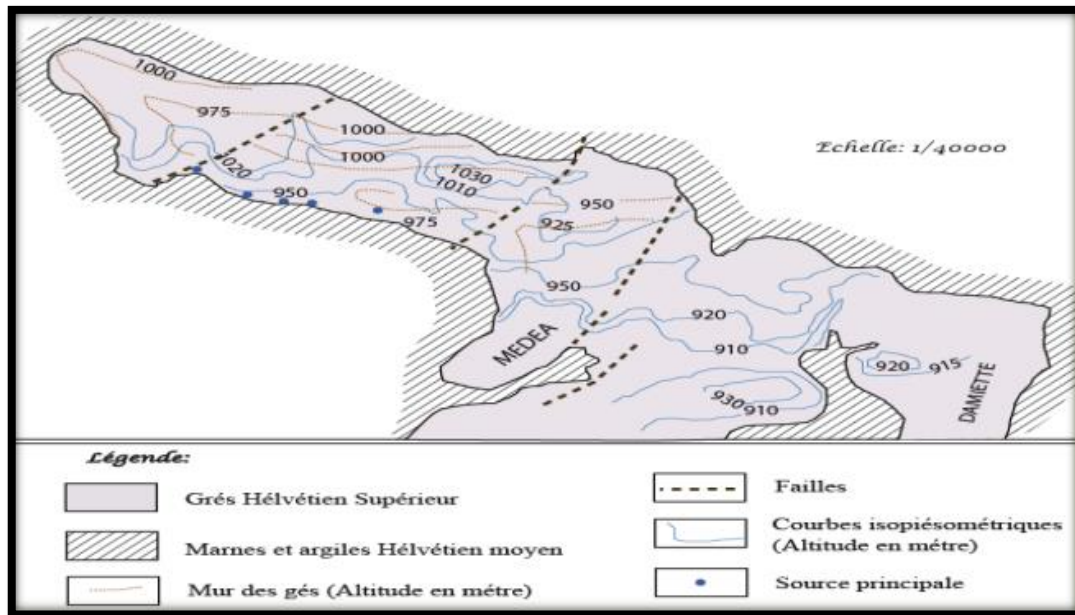 1000
975
1000
Echelle: 1/40000
1000
1020
1030
1010
950
950
975
925
950
920
MEDEA
910
920
915
930
910
DAMIETTE
Légende:
Grés Hélvétien Supérieur
Marnes et argiles Hélvétien moyen
Mur des gés (Altitude en métre)
Failles
Courbes isopiésométriques
(Altitude en métre)
Source principale